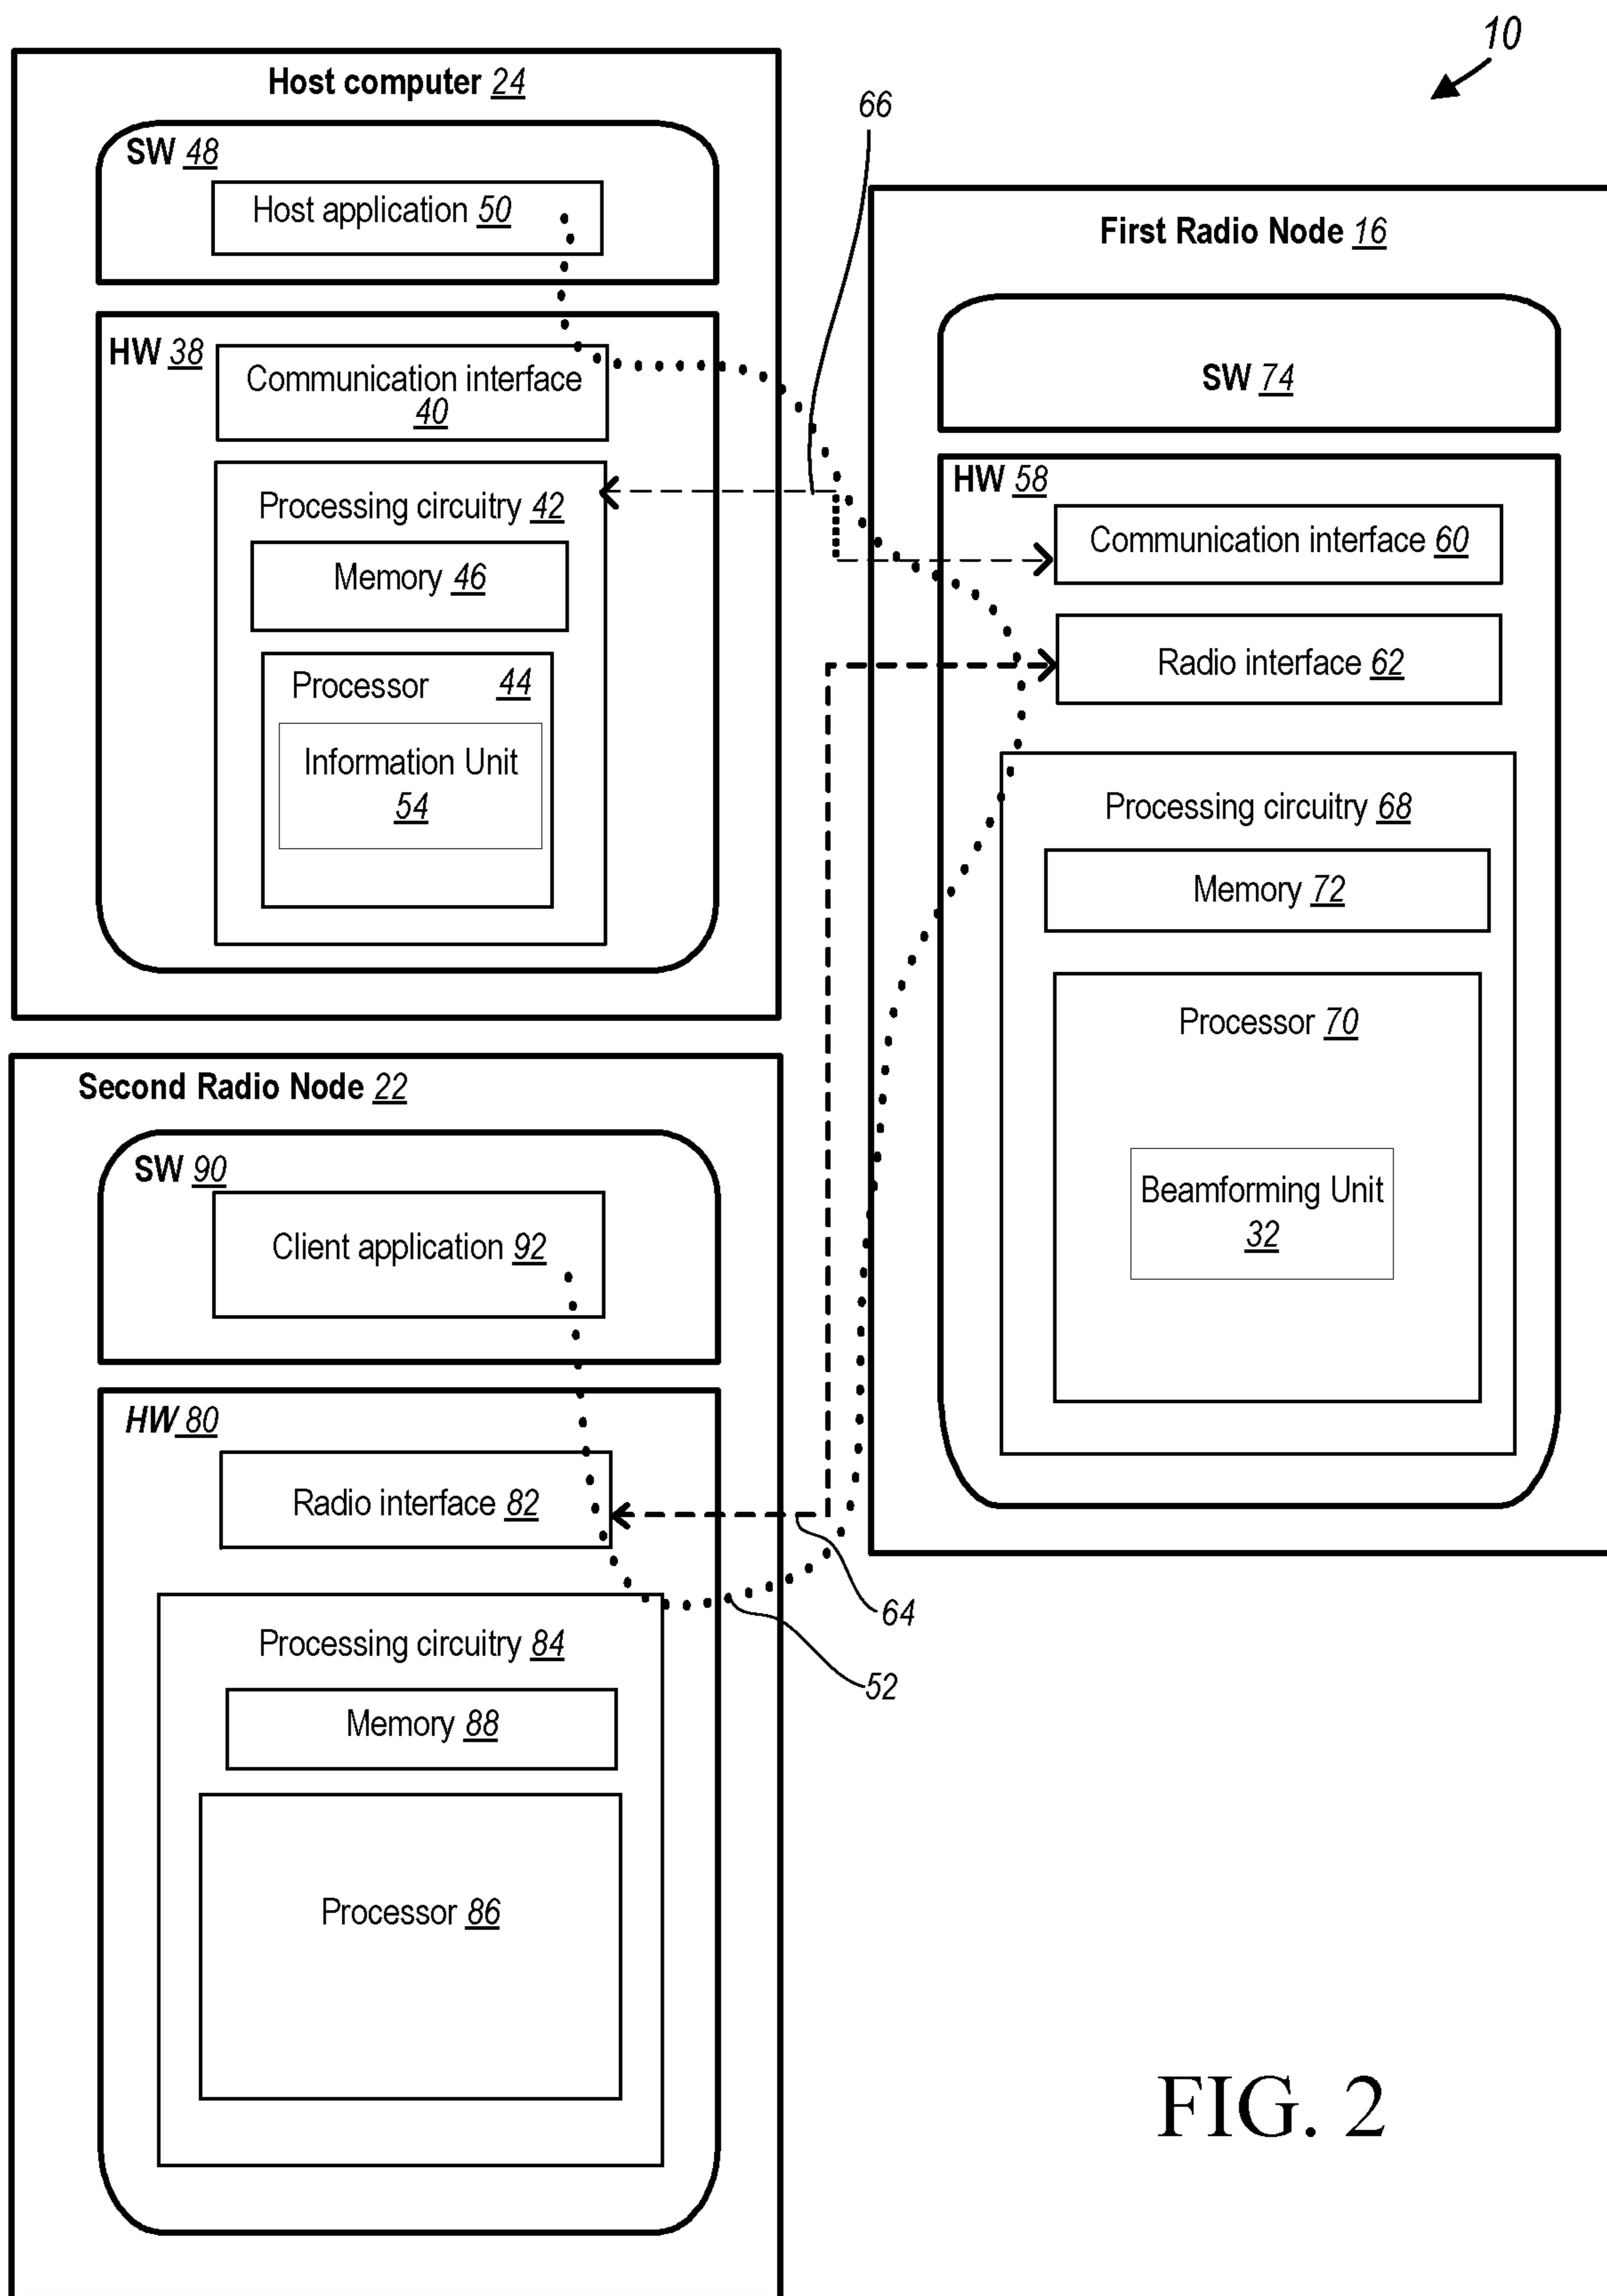 10
Host computer 24
SW 48
Host application 50
HW 38
Communication interface
40
Processing circuitry 42
Memory 46
Processor 44
Information Unit
54
66
First Radio Node 16
SW 74
HW 58
Communication interface 60
Radio interface 62
Processing circuitry 68
Memory 72
Processor 70
Beamforming Unit
32
Second Radio Node 22
SW 90
Client application 92
HW 80
Radio interface 82
Processing circuitry 84
Memory 88
Processor 86
64
52
FIG. 2